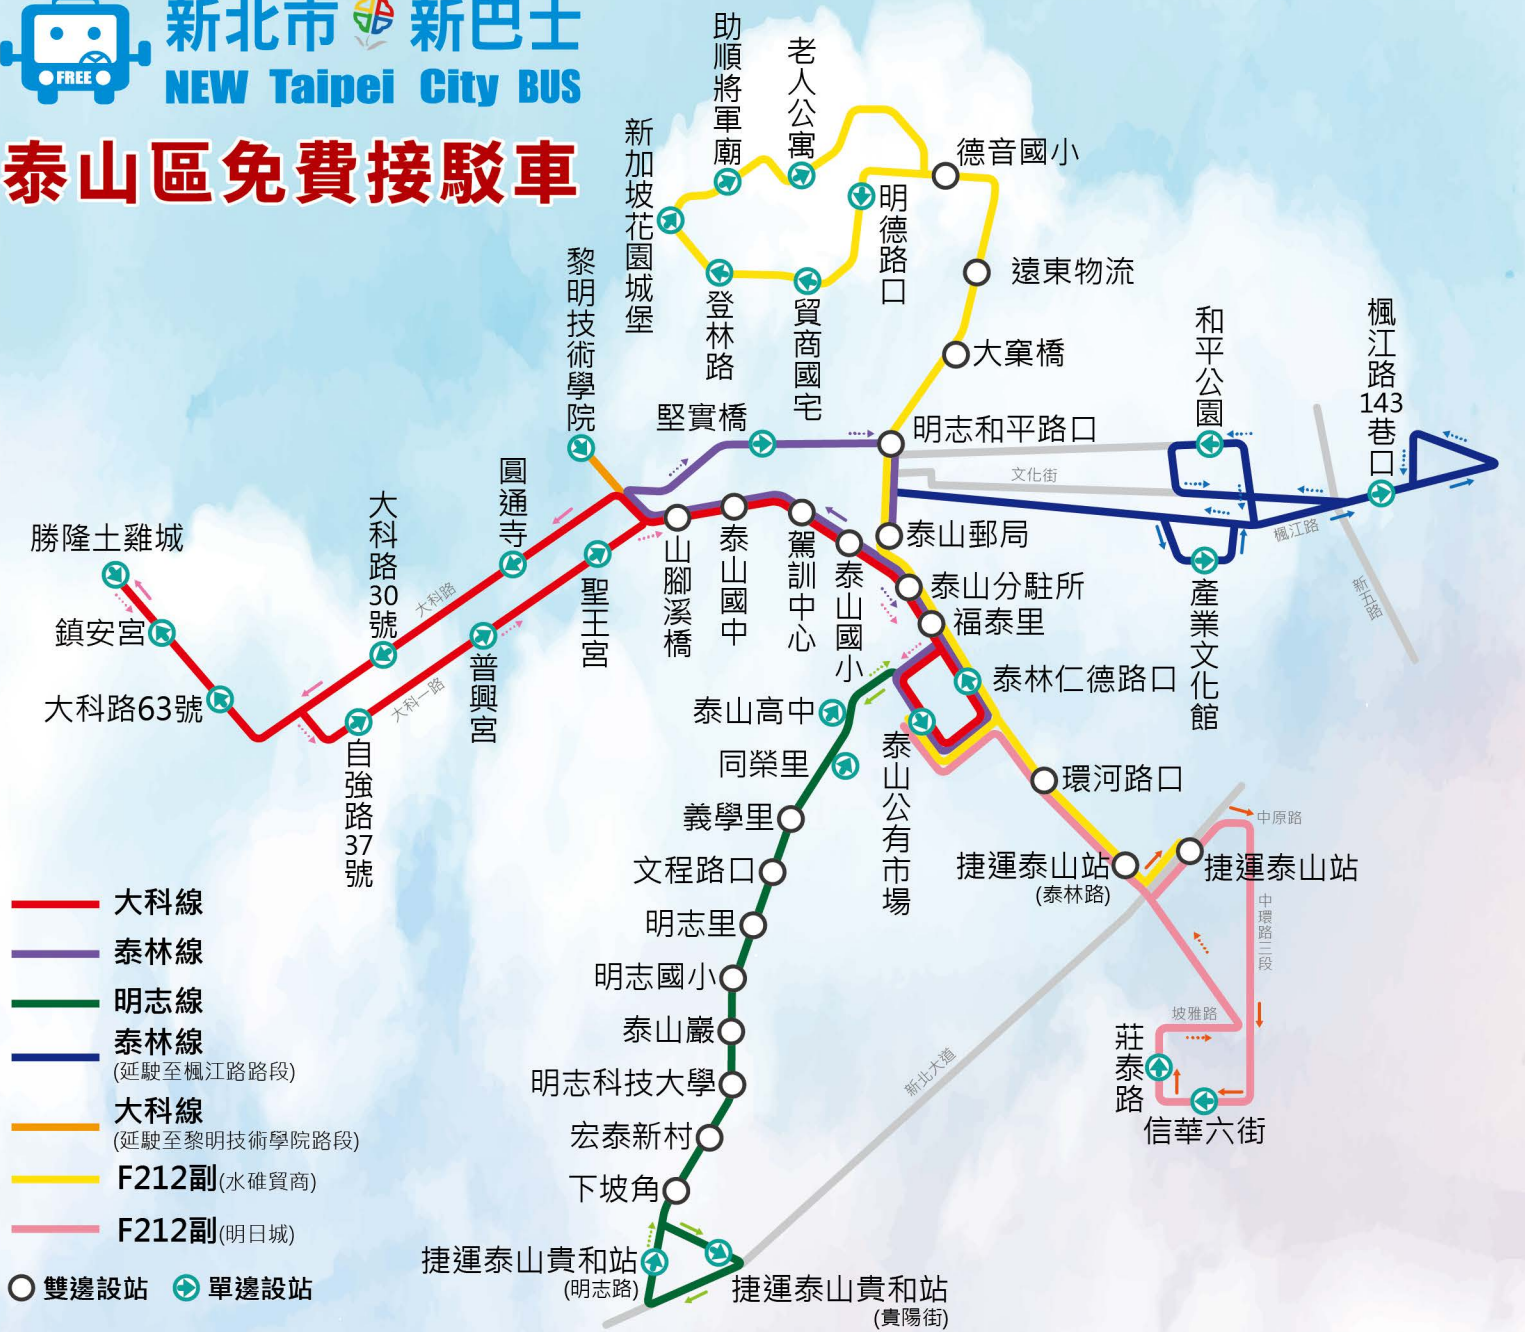 新北市 新巴士
NEW Taipei City BUS
FREE
泰山區免費接駁車
助順將軍廟
老人公寓
新加坡花園城堡
德音國小
明德路口
黎明技術學院
登林路
貿商國宅
遠東物流
大窠橋
和平公園
楓江路143巷口
堅實橋
明志和平路口
文化街
圓通寺
大科路30號
勝隆土雞城
鎮安宮
大科路63號
大科路
大科一路
自強路37號
普興宮
聖王宮
山腳溪橋
泰山國中
駕訓中心
泰山國小
泰山郵局
泰山分駐所
福泰里
泰林仁德路口
產業文化館
楓江路
新五路
泰山高中
同榮里
泰山公有市場
義學里
文程路口
明志里
明志國小
泰山巖
明志科技大學
宏泰新村
下坡角
捷運泰山貴和站
(明志路)
捷運泰山貴和站
(貴陽街)
環河路口
捷運泰山站
(泰林路)
捷運泰山站
中原路
中環路三段
坡雅路
新北大道
莊泰路
信華六街
大科線
泰林線
明志線
泰林線
(延駛至楓江路路段)
大科線
(延駛至黎明技術學院路段)
F212副(水碓貿商)
F212副(明日城)
雙邊設站 單邊設站